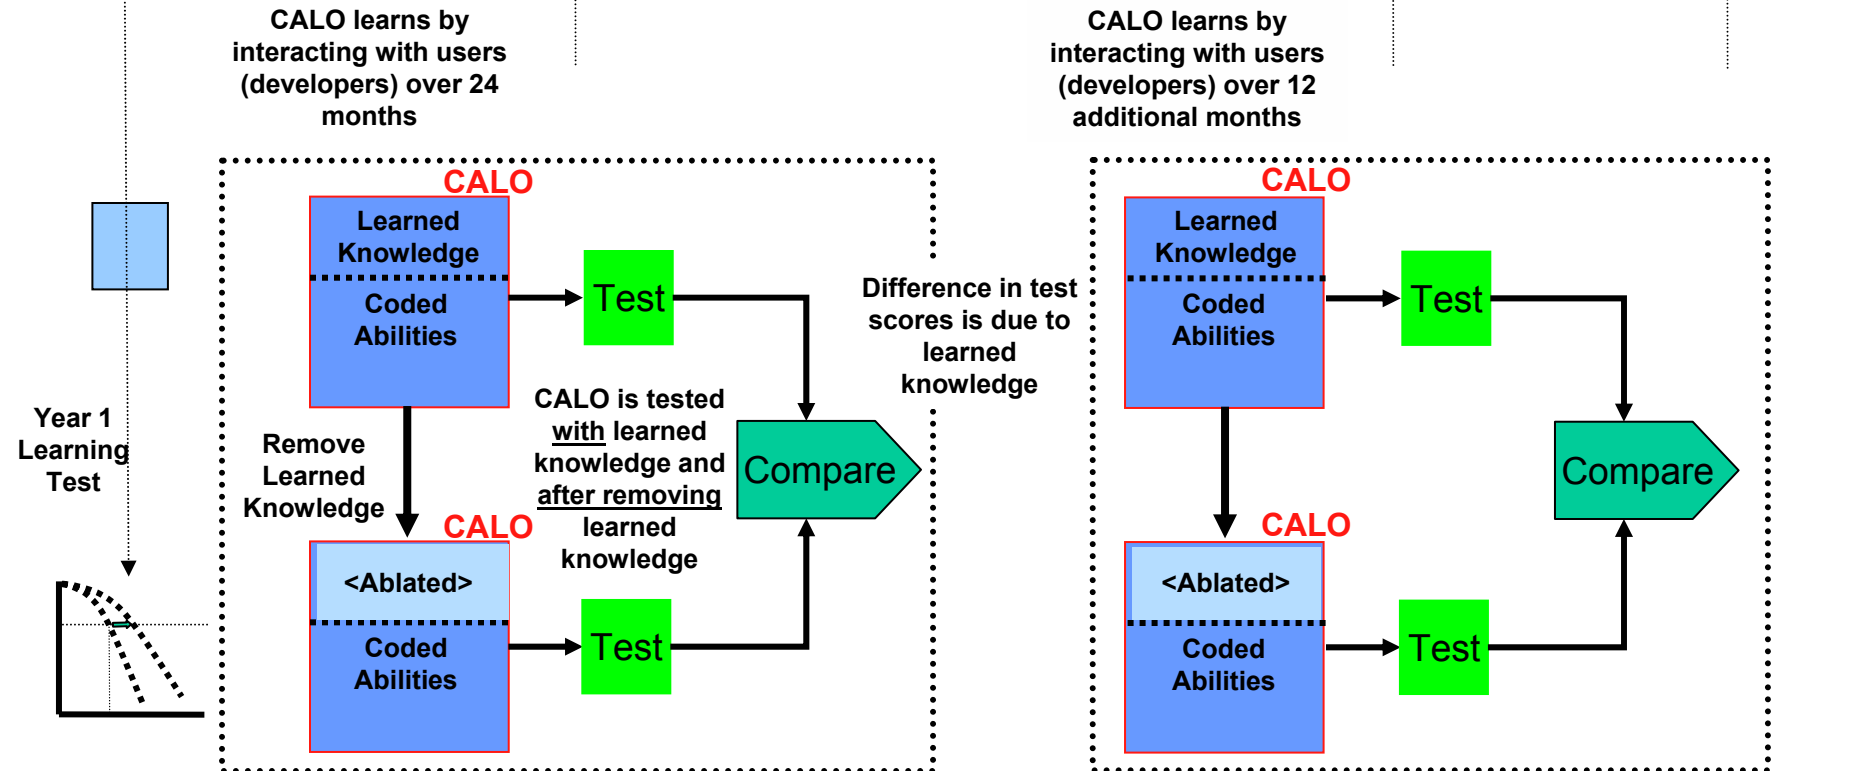 CALO learns by
interacting with users
(developers) over 24
months
CALO learns by
interacting with users
(developers) over 12
additional months
Year 1
Learning
Test
CALO
Learned
Knowledge
Coded
Abilities
Test
Remove
Learned
Knowledge
CALO is tested
with learned
knowledge and
after removing
learned
knowledge
Compare
CALO
<Ablated>
Coded
Abilities
Test
Difference in test
scores is due to
learned
knowledge
CALO
Learned
Knowledge
Coded
Abilities
Test
Compare
CALO
<Ablated>
Coded
Abilities
Test